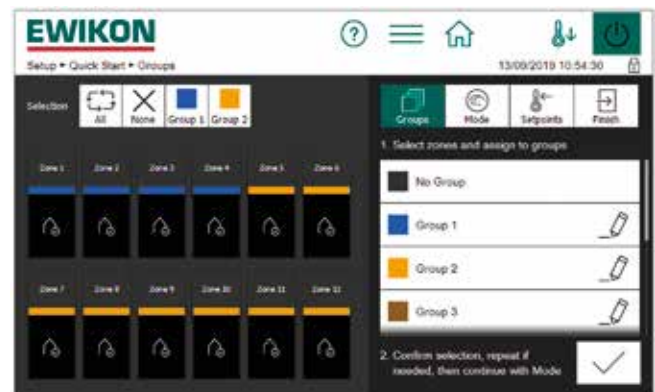 EWIKON
?
Setup • Quick Start • Groups
13/09/2019 10:54:30
Selection
All
None
Group 1
Group 2
Groups
Mode
Setpoints
Finish
1. Select zones and assign to groups
Zone 1
Zone 2
Zone 3
Zone 4
Zone 5
Zone 6
No Group
Group 1
Group 2
Zone 7
Zone 8
Zone 9
Zone 10
Zone 11
Zone 12
Group 3
2. Confirm selection, repeat if
needed, then continue with Mode